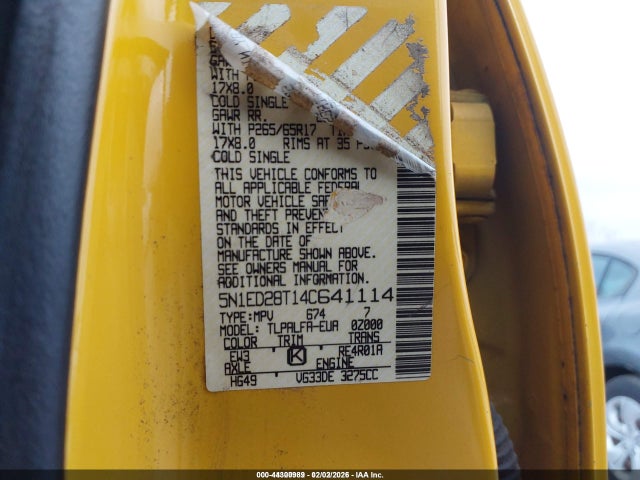 WITH
17X8.0
COLD SINGLE
GAWR RR.
WITH P265/65R17
17X8.0 RIMS AT 35
COLD SINGLE
THIS VEHICLE CONFORMS TO
ALL APPLICABLE FEDERAL
MOTOR VEHICLE
AND THEFT PREVEN
STANDARDS IN EFFECT
ON THE DATE OF
MANUFACTURE SHOWN ABOVE.
SEE OWNERS MANUAL FOR
ADDITIONAL INFORMATION
5N1ED28T14C641114
TYPE:MPV 674 7
MODEL: TLPALFA-EUA 0Z000
COLOR TRIM TRANS
EW3 K RE4R01A
AXLE ENGINE
HG49 VG33DE 3275CC
000-44300989 | 02/02/2026 | IAA Inc.